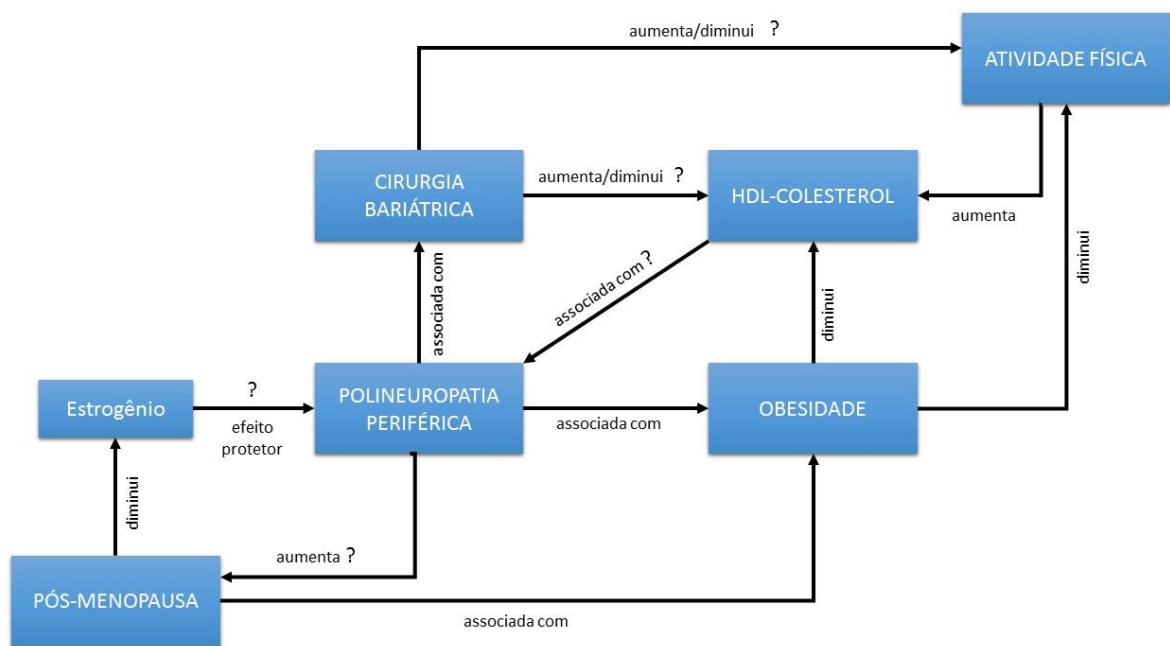 aumenta/diminui ?
ATIVIDADE FÍSICA
CIRURGIA
BARIÁTRICA
aumenta/diminui ?
HDL-COLESTEROL
aumenta
diminui
associada com
associada com ?
diminui
Estrogênio
?
efeito
protetor
POLINEUROPATIA
PERIFÉRICA
associada com
OBESIDADE
diminui
aumenta ?
PÓS-MENOPAUSA
associada com